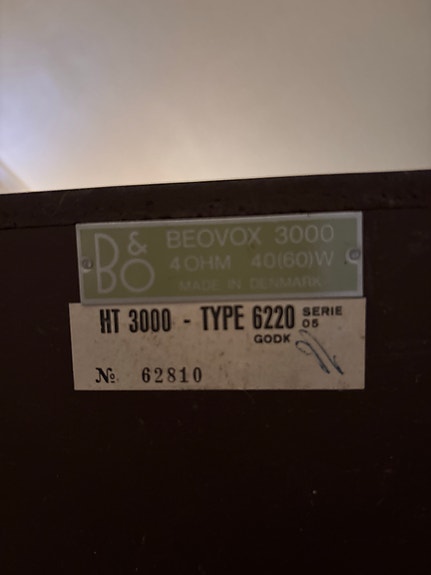 B&O
BEOVOX 3000
4 OHM 40(60)W
MADE IN DENMARK
HT 3000 - TYPE 6220 SERIE 05
GODK
No. 62810